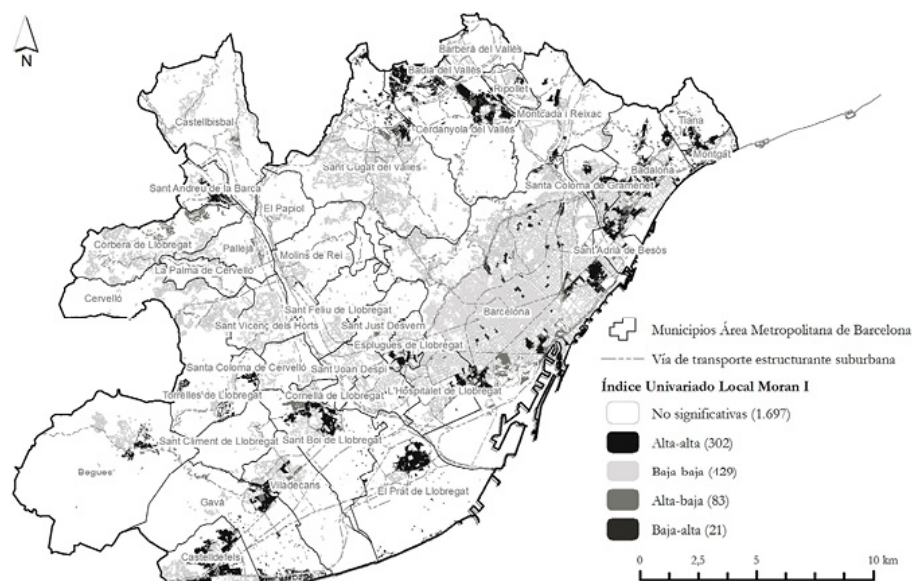 N
Barberà del Vallès
Badia del Vallès
Ripollet
Castellbisbal
Montcada i Reixac
Tiana
Cerdanyola del Vallès
Montgat
Sant Cugat del Vallès
Badalona
Sant Andreu de la Barca
Santa Coloma de Gramenet
El Papiol
Corbera de Llobregat
Pallejà
Sant Adrià de Besòs
Molins de Rei
La Palma de Cervelló
Cervelló
Sant Feliu de Llobregat
Barcelona
Sant Vicenç dels Horts
Sant Just Desvern
Esplugues de Llobregat
Santa Coloma de Cervelló
Sant Joan Despí
Torrelles de Llobregat
Cornellà de Llobregat
L'Hospitalet de Llobregat
Sant Climent de Llobregat
Sant Boi de Llobregat
Begues
Viladecans
El Prat de Llobregat
Gavà
Castelldefels
Municipios Área Metropolitana de Barcelona
Vía de transporte estructurante suburbana
Índice Univariado Local Moran I
No significativas (1.697)
Alta-alta (302)
Baja-baja (429)
Alta-baja (83)
Baja-alta (21)
0 2,5 5 10 km